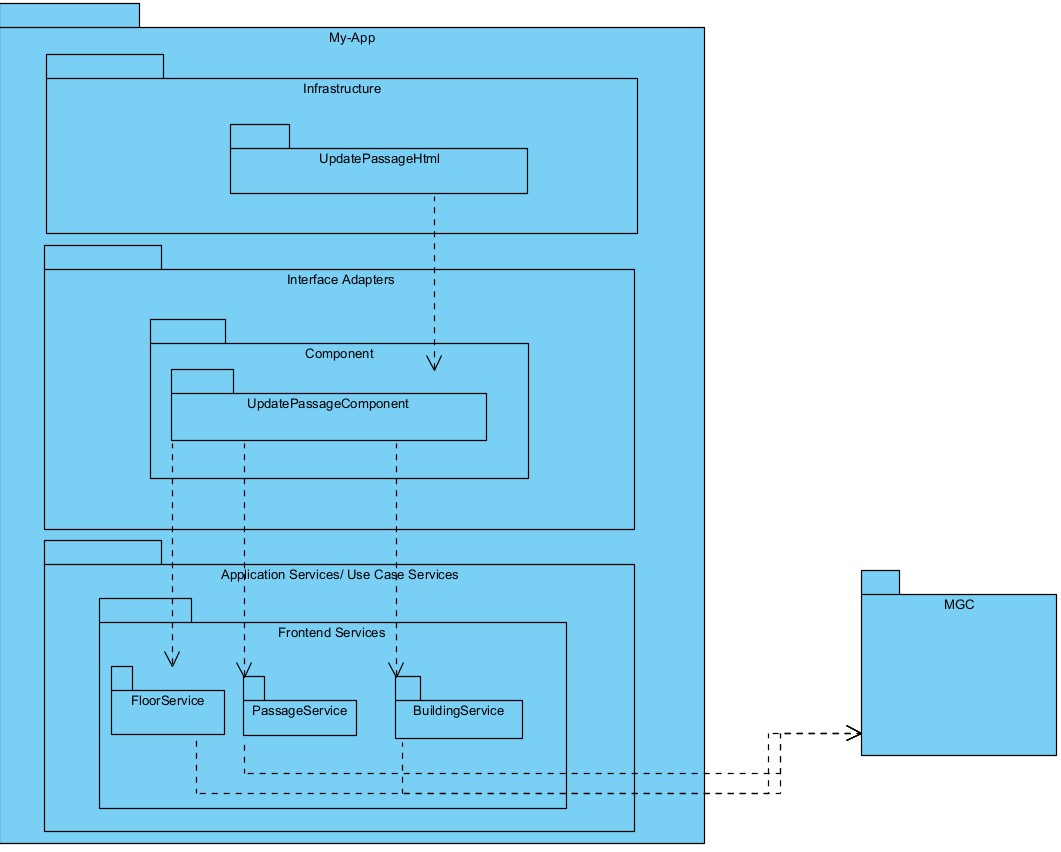 My-App
Infrastructure
UpdatePassageHtml
Interface Adapters
Component
UpdatePassageComponent
Application Services/ Use Case Services
Frontend Services
FloorService
PassageService
BuildingService
MGC